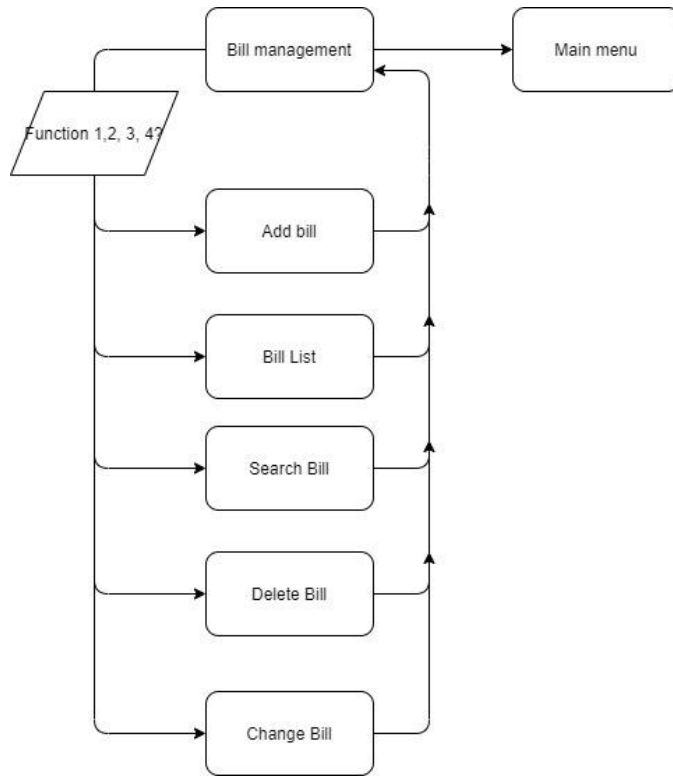 Bill management
Main menu
Function 1,2, 3, 4?
Add bill
Bill List
Search Bill
Delete Bill
Change Bill